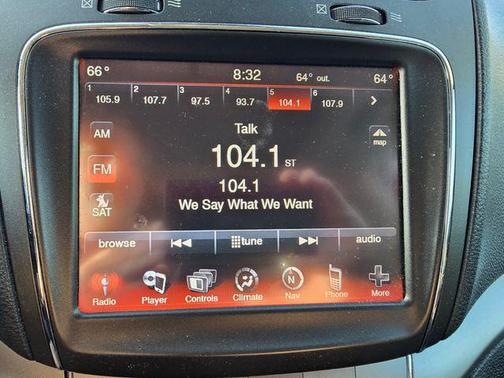 66° 8:32 64° out. 64°
1 2 3 4 5 6
105.9 107.7 97.5 93.7 104.1 107.9 >
AM
Talk
map
104.1 ST
FM
104.1
SAT
We Say What We Want
browse tune audio
Radio Player Controls Climate Nav Phone More
N